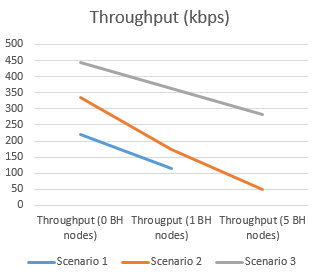 Throughput (kbps)
500
450
400
350
300
250
200
150
100
50
0
Throughput (0 BH Througput (1 BH Throughput (5 BH
nodes) nodes) nodes)
Scenario 1 Scenario 2 Scenario 3